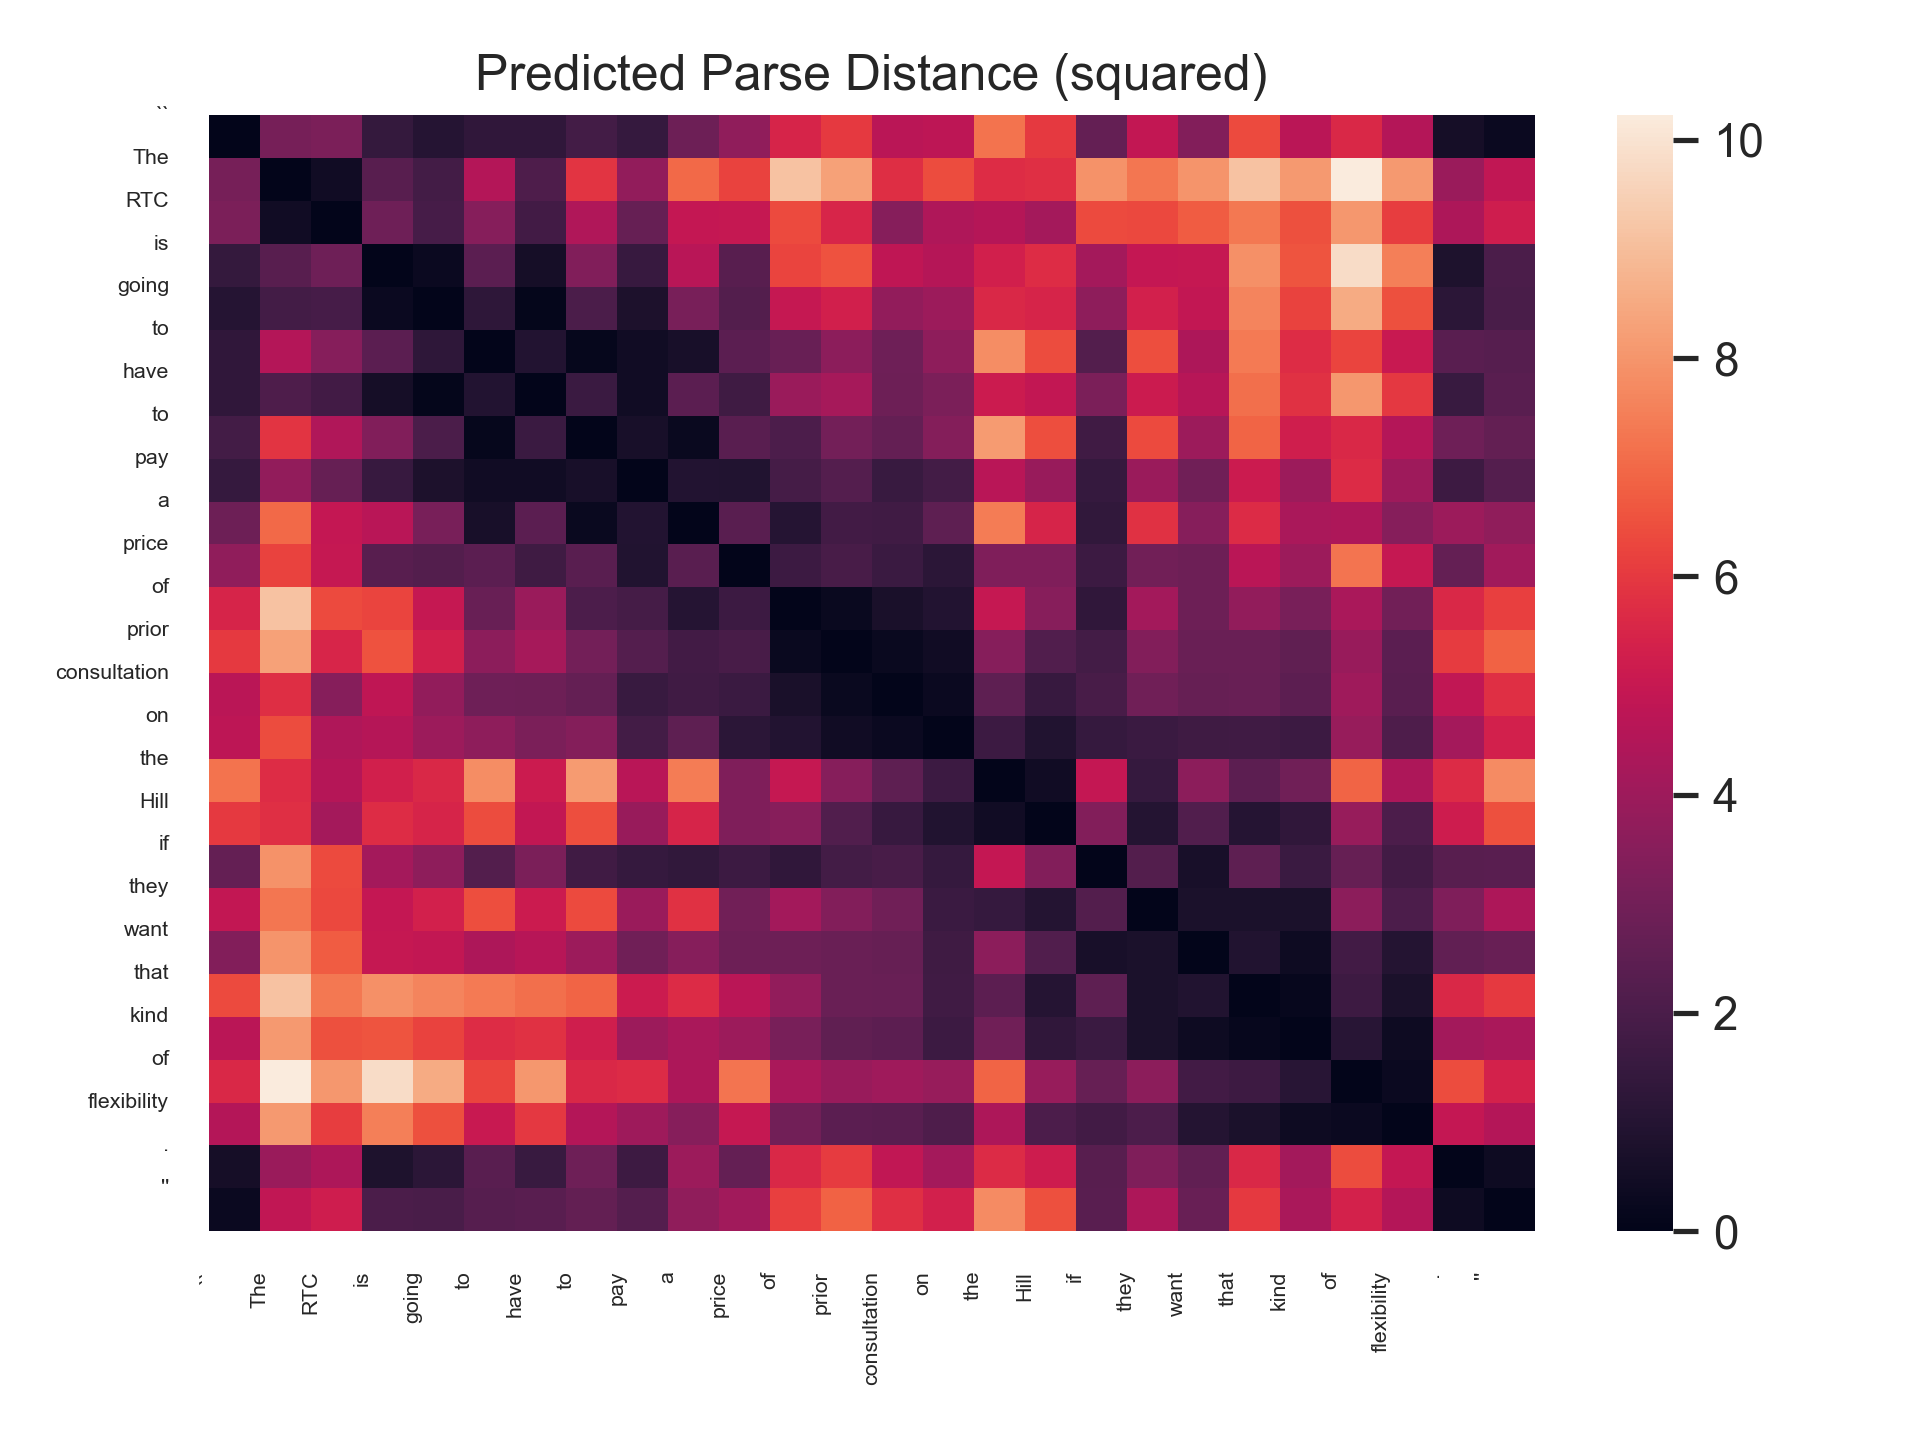 Predicted Parse Distance (squared)
``
The
RTC
is
going
to
have
to
pay
a
price
of
prior
consultation
on
the
Hill
if
they
want
that
kind
of
flexibility
.
''
10
8
6
4
2
0
``
The
RTC
is
going
to
have
to
pay
a
price
of
prior
consultation
on
the
Hill
if
they
want
that
kind
of
flexibility
.
''